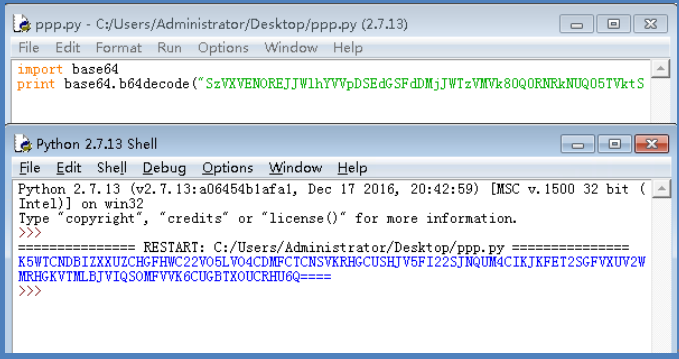 ppp.py - C:/Users/Administrator/Desktop/ppp.py (2.7.13)
File Edit Format Run Options Window Help
import base64
print base64.b64decode("SzVXVENOREJJWlhYVVpDSEdGSFdDMjJWTzVMVk80Q0RNRkNUQ05TVktS
Python 2.7.13 Shell
File Edit Shell Debug Options Window Help
Python 2.7.13 (v2.7.13:a06454b1afa1, Dec 17 2016, 20:42:59) [MSC v.1500 32 bit (
Intel)] on win32
Type "copyright", "credits" or "license()" for more information.
>>>
=============== RESTART: C:/Users/Administrator/Desktop/ppp.py ===============
K5WTCNDBIZXXUZCHGFHWC22VO5LVO4CDMFCTCNSVKRHGCUSHJV5FI22SJNQUM4CIKJKFET2SGFVXUV2W
MRHGKVTMLBJVIQSOMFVVK6CUGBTXOUCRHU6Q====
>>>